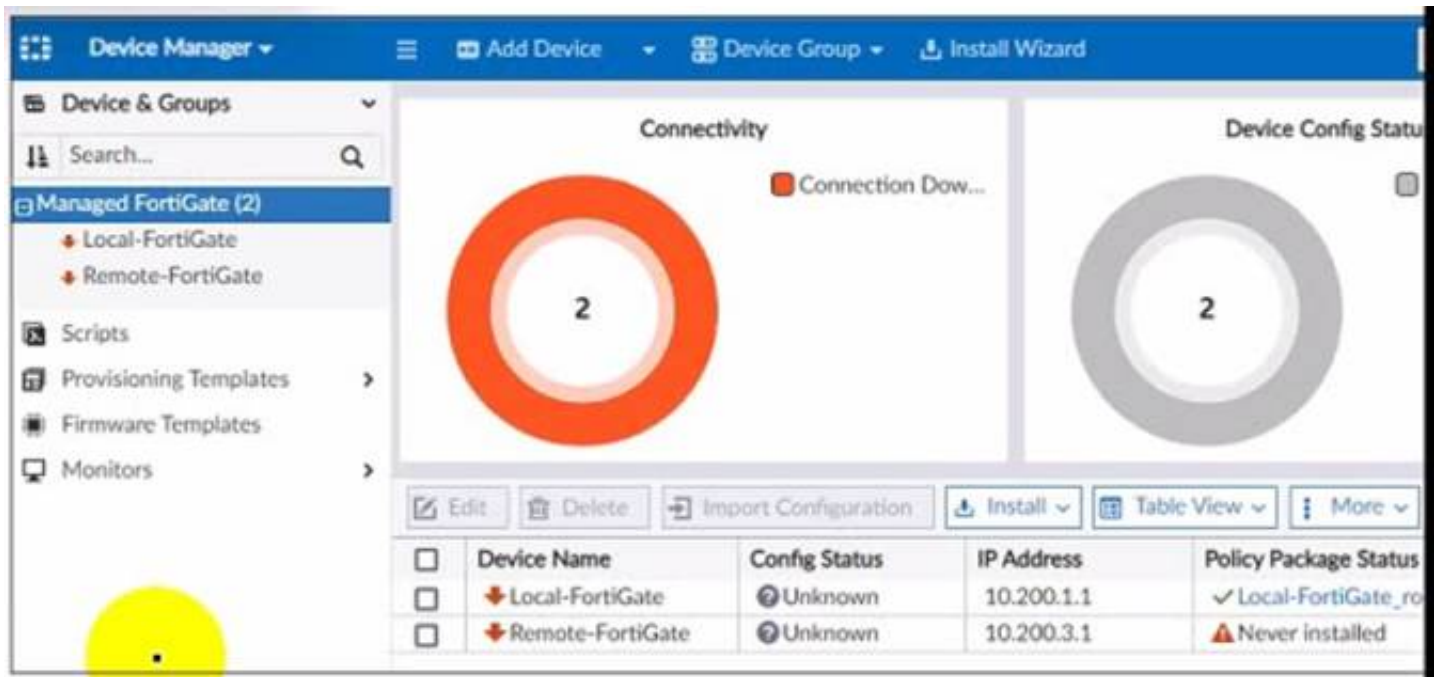 Device Manager
Add Device
Device Group
Install Wizard
Device & Groups
Search...
Managed FortiGate (2)
Local-FortiGate
Remote-FortiGate
Scripts
Provisioning Templates
Firmware Templates
Monitors
Connectivity
Connection Dow...
2
Device Config Statu
2
Edit Delete Import Configuration Install Table View More
Device Name Config Status IP Address Policy Package Status
Local-FortiGate Unknown 10.200.1.1 Local-FortiGate_ro
Remote-FortiGate Unknown 10.200.3.1 Never installed